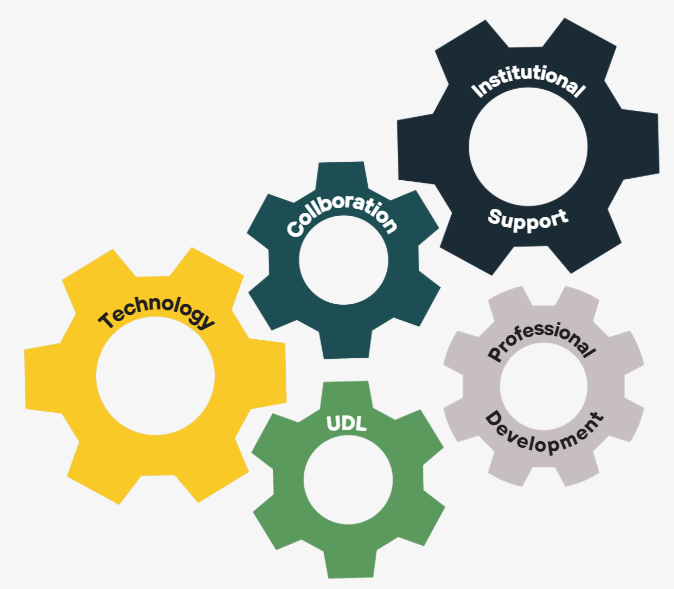 Institutional
Support
Collboration
Technology
Professional
Development
UDL